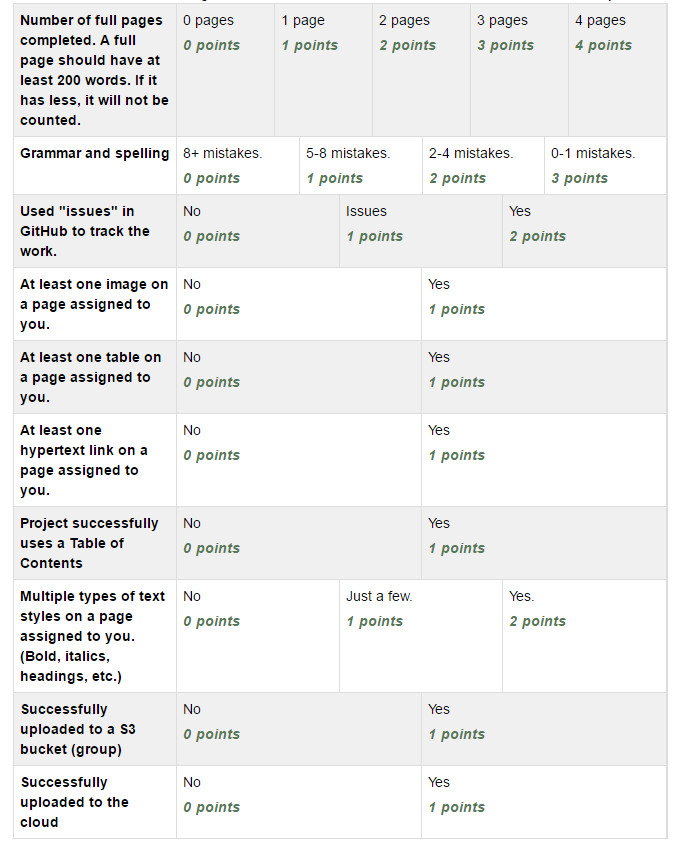 Number of full pages completed. A full page should have at least 200 words. If it has less, it will not be counted.
0 pages
0 points
1 page
1 points
2 pages
2 points
3 pages
3 points
4 pages
4 points
Grammar and spelling
8+ mistakes.
0 points
5-8 mistakes.
1 points
2-4 mistakes.
2 points
0-1 mistakes.
3 points
Used "issues" in GitHub to track the work.
No
0 points
Issues
1 points
Yes
2 points
At least one image on a page assigned to you.
No
0 points
Yes
1 points
At least one table on a page assigned to you.
No
0 points
Yes
1 points
At least one hypertext link on a page assigned to you.
No
0 points
Yes
1 points
Project successfully uses a Table of Contents
No
0 points
Yes
1 points
Multiple types of text styles on a page assigned to you. (Bold, italics, headings, etc.)
No
0 points
Just a few.
1 points
Yes.
2 points
Successfully uploaded to a S3 bucket (group)
No
0 points
Yes
1 points
Successfully uploaded to the cloud
No
0 points
Yes
1 points